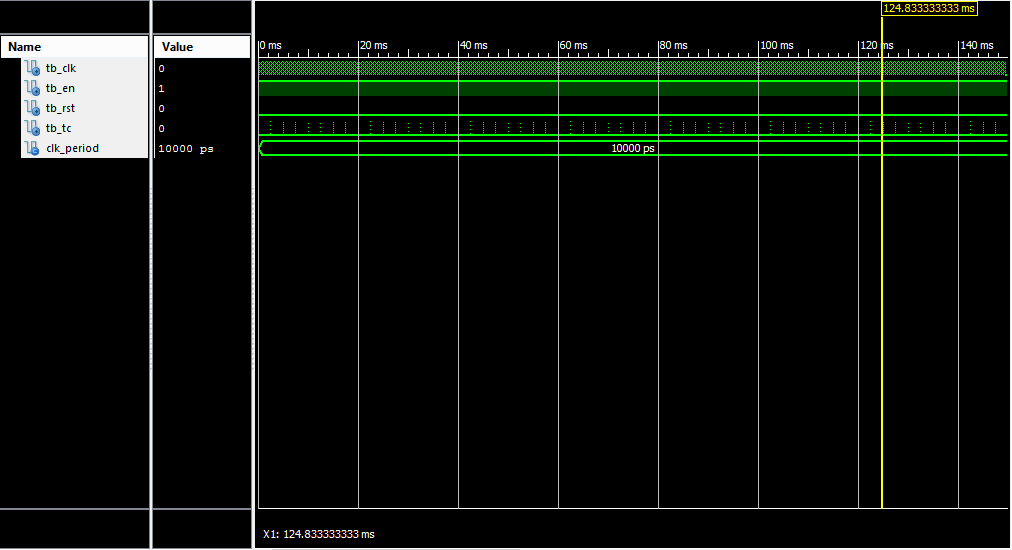 124.833333333 ms
Name Value 0 ms 20 ms 40 ms 60 ms 80 ms 100 ms 120 ms 140 ms
tb_clk 0
tb_en 1
tb_rst 0
tb_tc 0
clk_period 10000 ps 10000 ps
X1: 124.833333333 ms